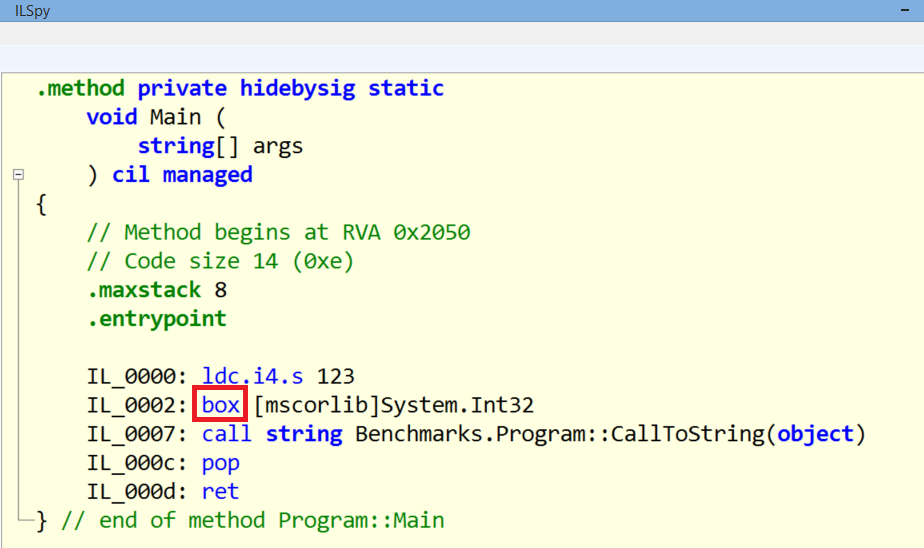 ILSpy
.method private hidebysig static
void Main (
string[] args
) cil managed
{
// Method begins at RVA 0x2050
// Code size 14 (0xe)
.maxstack 8
.entrypoint
IL_0000: ldc.i4.s 123
IL_0002: box [mscorlib]System.Int32
IL_0007: call string Benchmarks.Program::CallToString(object)
IL_000c: pop
IL_000d: ret
} // end of method Program::Main